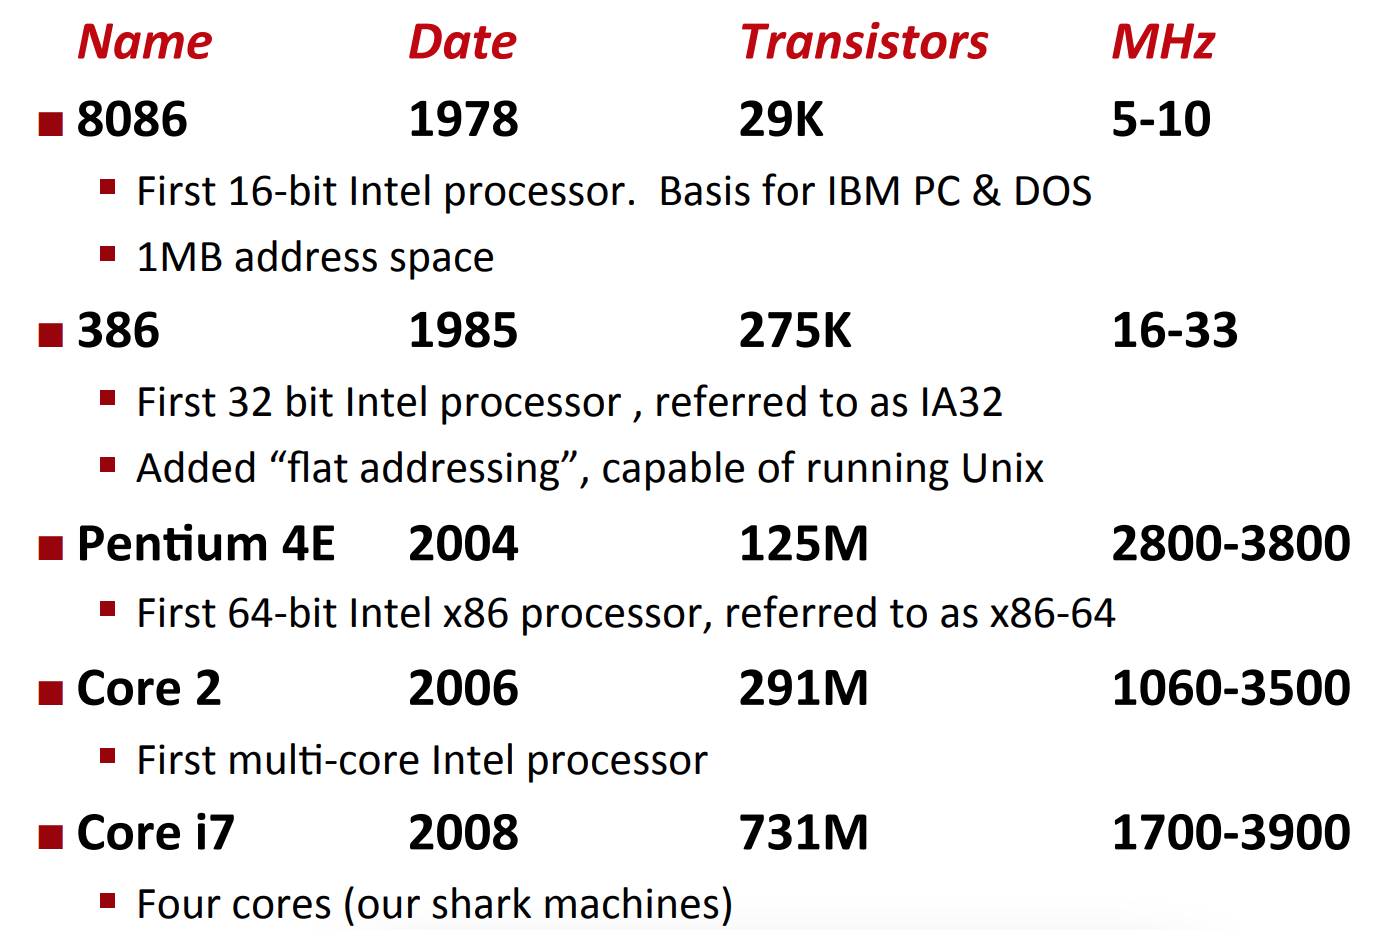 Name Date Transistors MHz
8086 1978 29K 5-10
First 16-bit Intel processor. Basis for IBM PC & DOS
1MB address space
386 1985 275K 16-33
First 32 bit Intel processor , referred to as IA32
Added “flat addressing”, capable of running Unix
Pentium 4E 2004 125M 2800-3800
First 64-bit Intel x86 processor, referred to as x86-64
Core 2 2006 291M 1060-3500
First multi-core Intel processor
Core i7 2008 731M 1700-3900
Four cores (our shark machines)